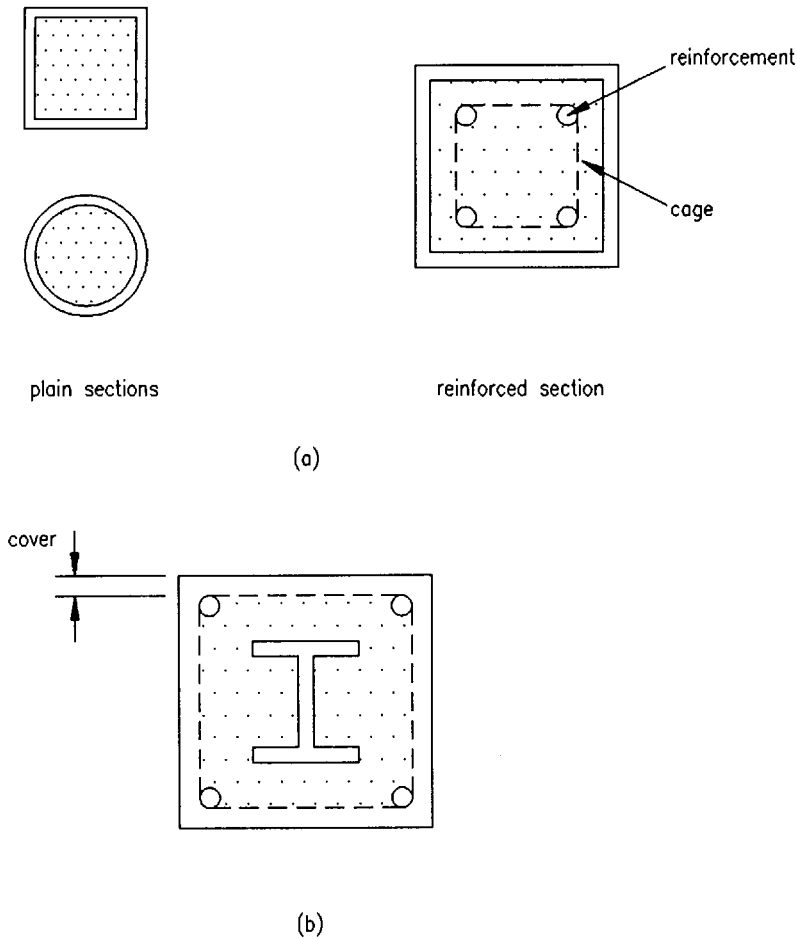 reinforcement
cage
plain sections
reinforced section
(a)
cover
(b)